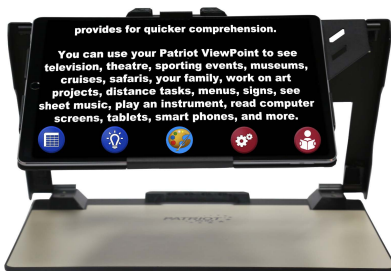 provides for quicker comprehension.
You can use your Patriot ViewPoint to see
television, theatre, sporting events, museums,
cruises, safaris, your family, work on art
projects, distance tasks, menus, signs, see
sheet music, play an instrument, read computer
screens, tablets, smart phones, and more.
PATRIOT